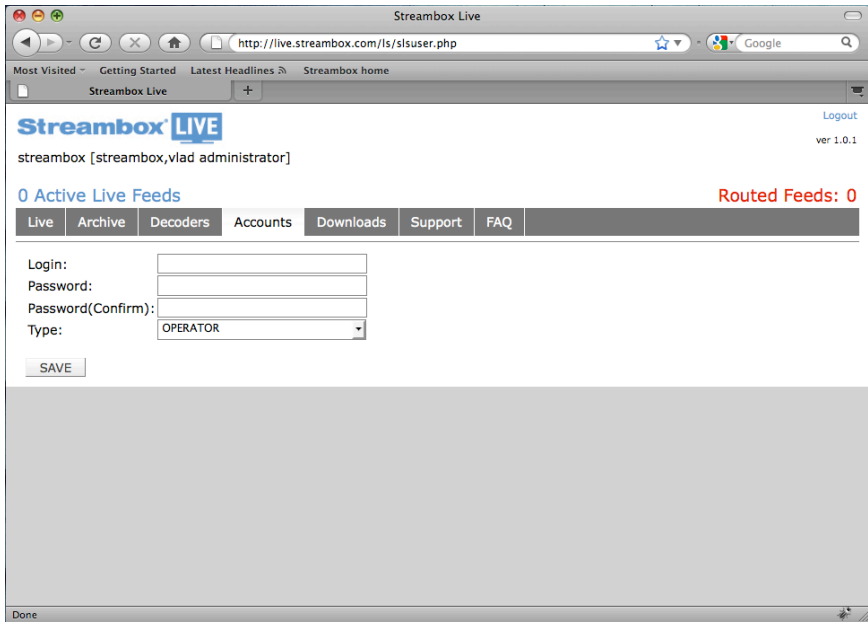 Streambox Live
http://live.streambox.com/ls/slsuser.php
Google
Most Visited Getting Started Latest Headlines Streambox home
Streambox Live +
Streambox LIVE
Logout
ver 1.0.1
streambox [streambox,vlad administrator]
0 Active Live Feeds
Routed Feeds: 0
Live Archive Decoders Accounts Downloads Support FAQ
Login:
Password:
Password(Confirm):
Type: OPERATOR
SAVE
Done